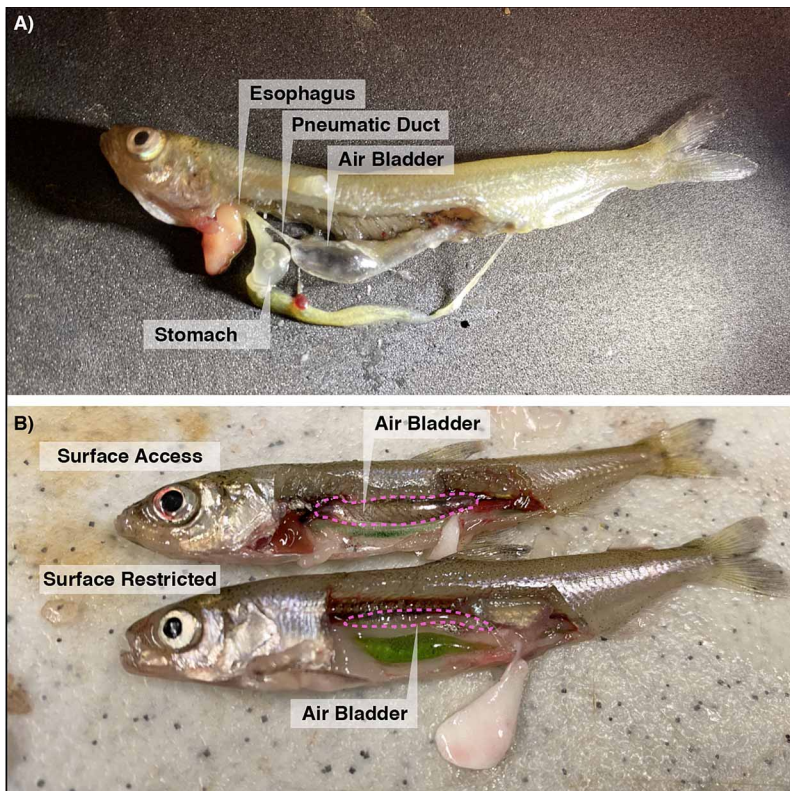 A)
Esophagus
Pneumatic Duct
Air Bladder
Stomach
B)
Air Bladder
Surface Access
Surface Restricted
Air Bladder